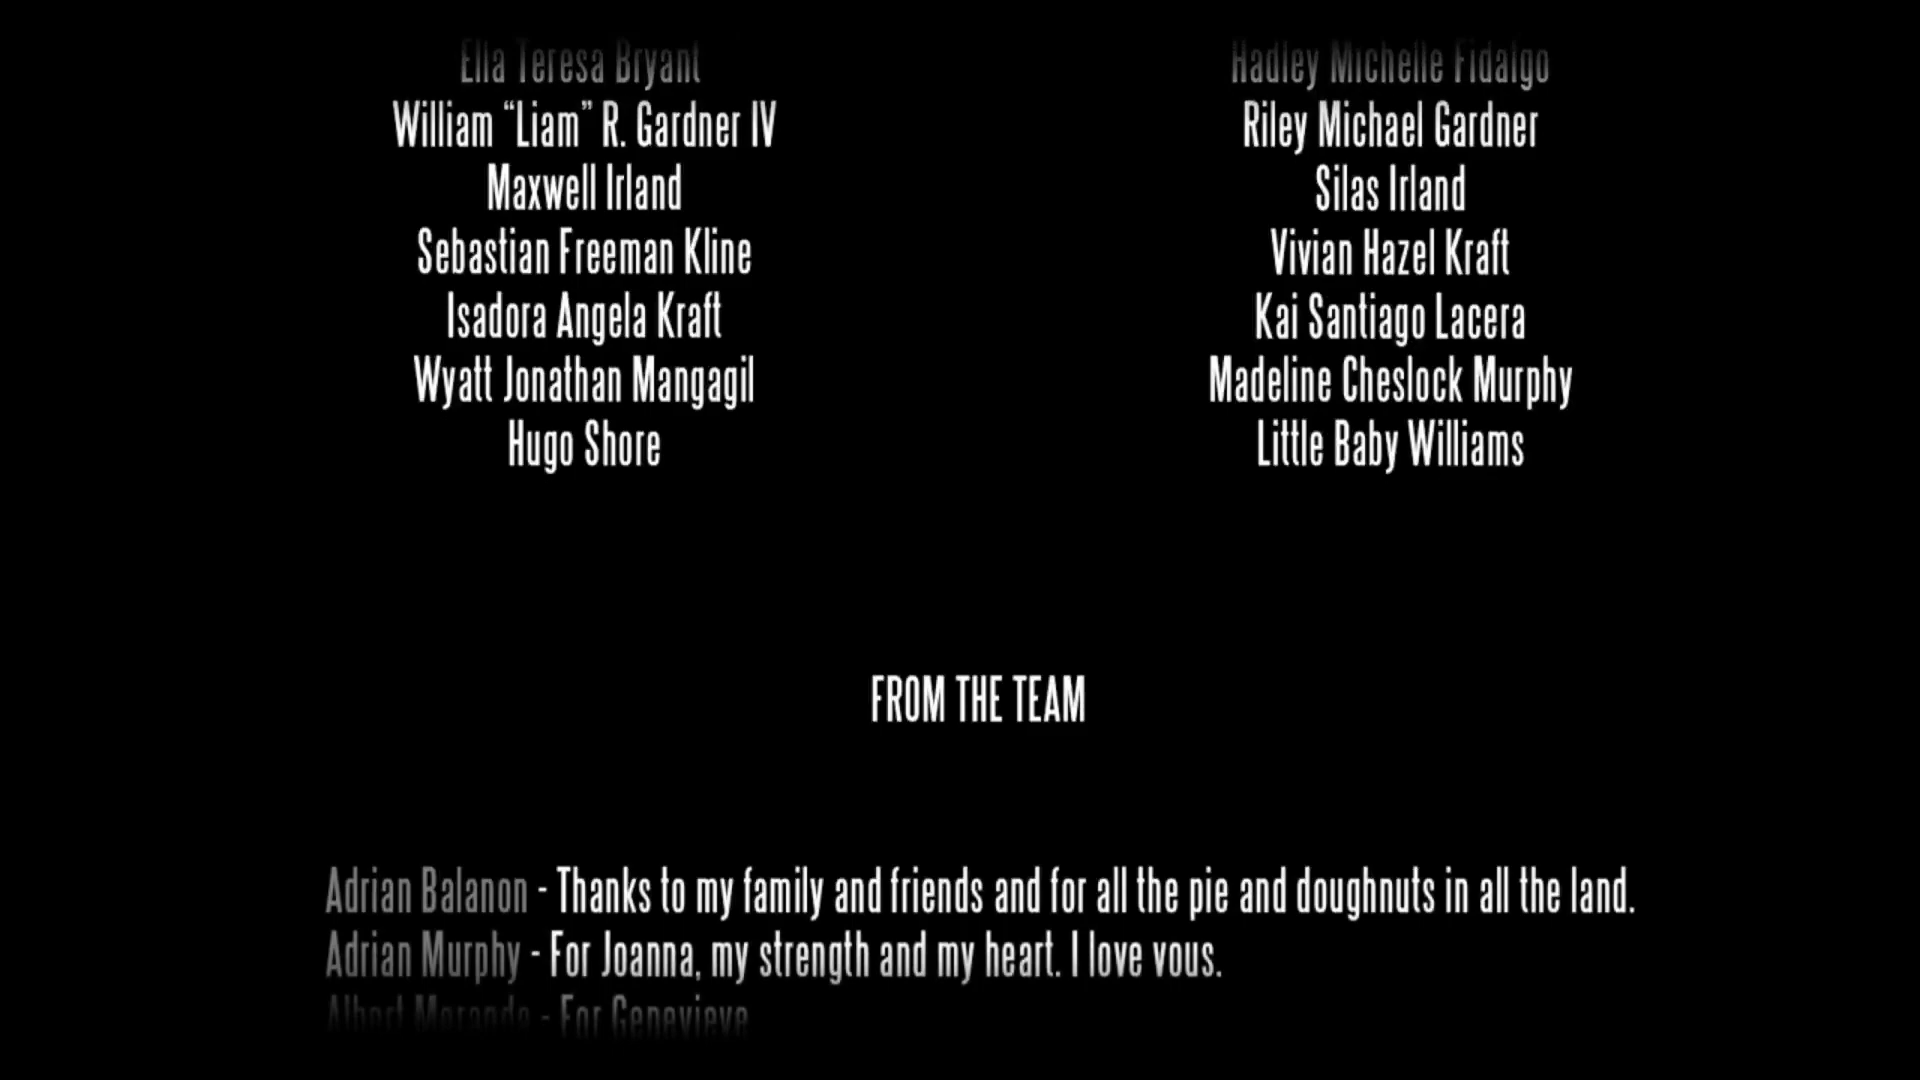 Ella Teresa Bryant
William “Liam” R. Gardner IV
Maxwell Irland
Sebastian Freeman Kline
Isadora Angela Kraft
Wyatt Jonathan Mangagil
Hugo Shore
Hadley Michelle Fidalgo
Riley Michael Gardner
Silas Irland
Vivian Hazel Kraft
Kai Santiago Lacera
Madeline Cheslock Murphy
Little Baby Williams
FROM THE TEAM
Adrian Balanon - Thanks to my family and friends and for all the pie and doughnuts in all the land.
Adrian Murphy - For Joanna, my strength and my heart. I love vous.
Albert Meranda - For Genevieve